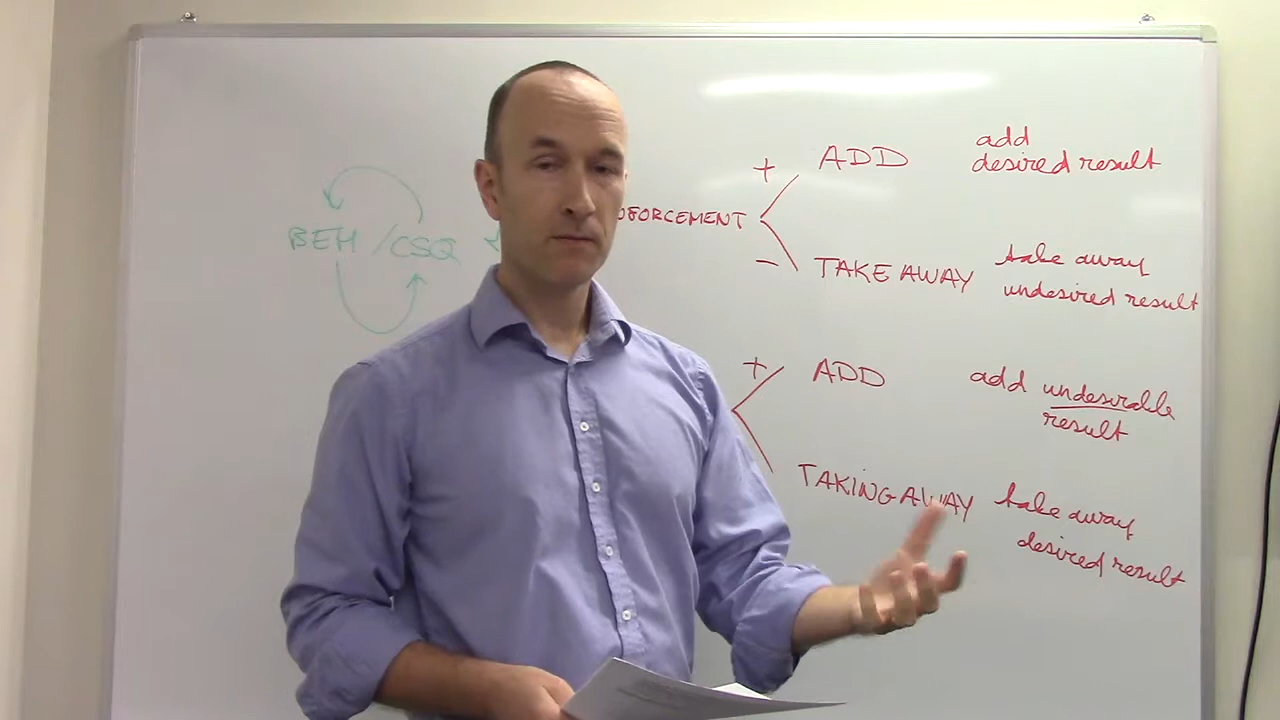 BEH / CSQ
+ ADD add
desired result
NFORCEMENT
- TAKE AWAY take away
undesired result
+ ADD add undesirable
result
TAKING AWAY take away
desired result